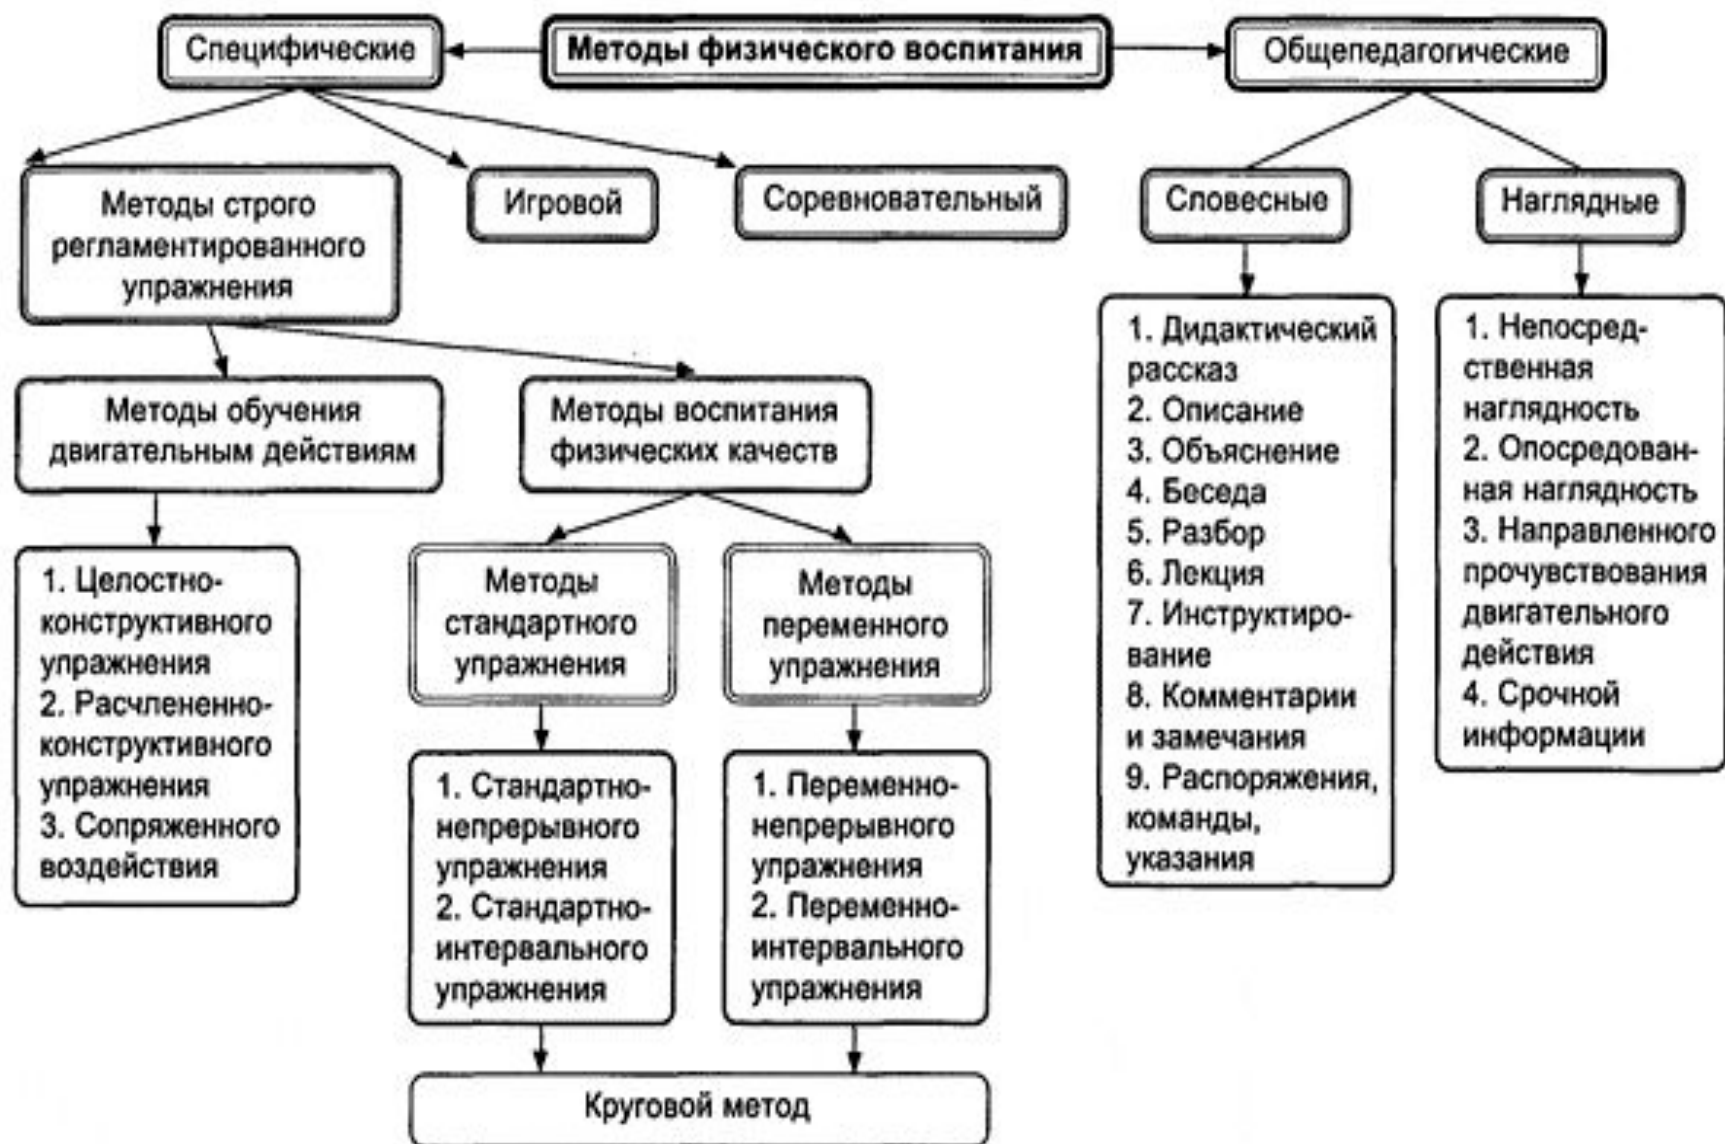 Специфические
Методы физического воспитания
Общепедагогические
Методы строго
регламентированного
упражнения
Игровой
Соревновательный
Словесные
Наглядные
Методы обучения
двигательным действиям
Методы воспитания
физических качеств
1. Целостно-
конструктивного
упражнения
2. Расчлененно-
конструктивного
упражнения
3. Сопряженного
воздействия
Методы
стандартного
упражнения
Методы
переменного
упражнения
1. Стандартно-
непрерывного
упражнения
2. Стандартно-
интервального
упражнения
1. Переменно-
непрерывного
упражнения
2. Переменно-
интервального
упражнения
Круговой метод
1. Дидактический
рассказ
2. Описание
3. Объяснение
4. Беседа
5. Разбор
6. Лекция
7. Инструктиро-
вание
8. Комментарии
и замечания
9. Распоряжения,
команды,
указания
1. Непосред-
ственная
наглядность
2. Опосредован-
ная наглядность
3. Направленного
прочувствования
двигательного
действия
4. Срочной
информации